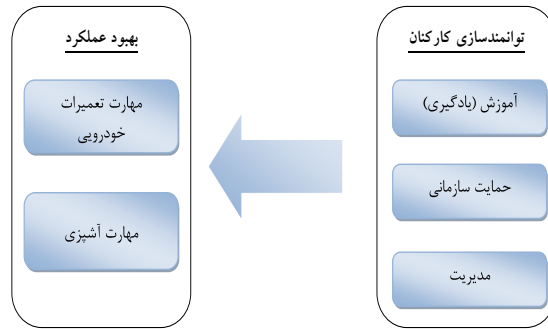 توانمندسازی کارکنان
آموزش (یادگیری)
حمایت سازمانی
مدیریت
بهبود عملکرد
مهارت تعمیرات
خودرویی
مهارت آشپزی